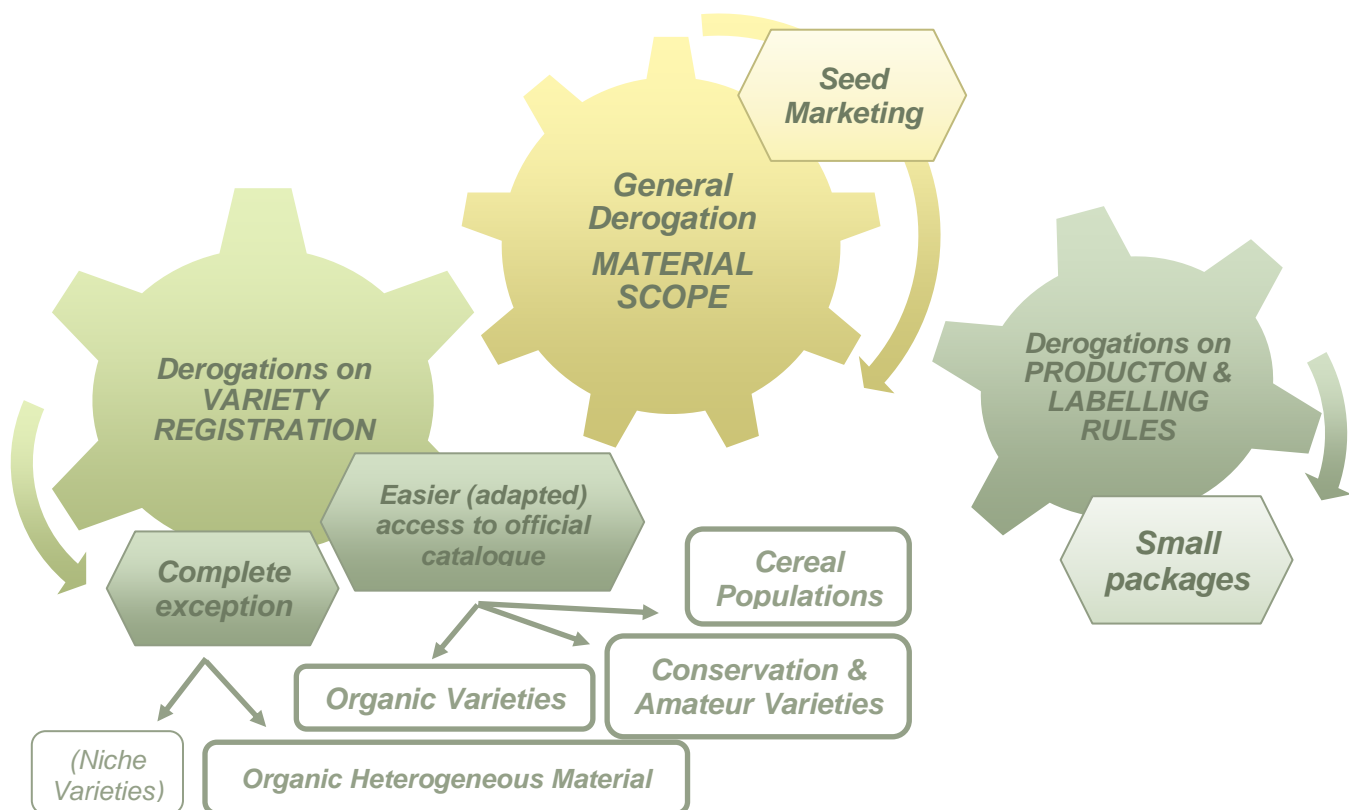 Seed
Marketing
General
Derogation
MATERIAL
SCOPE
Derogations on
VARIETY
REGISTRATION
Derogations on
PRODUCTON &
LABELLING
RULES
Easier (adapted)
access to official
catalogue
Complete
exception
Small
packages
Cereal
Populations
Conservation &
Amateur Varieties
Organic Varieties
(Niche
Varieties)
Organic Heterogeneous Material